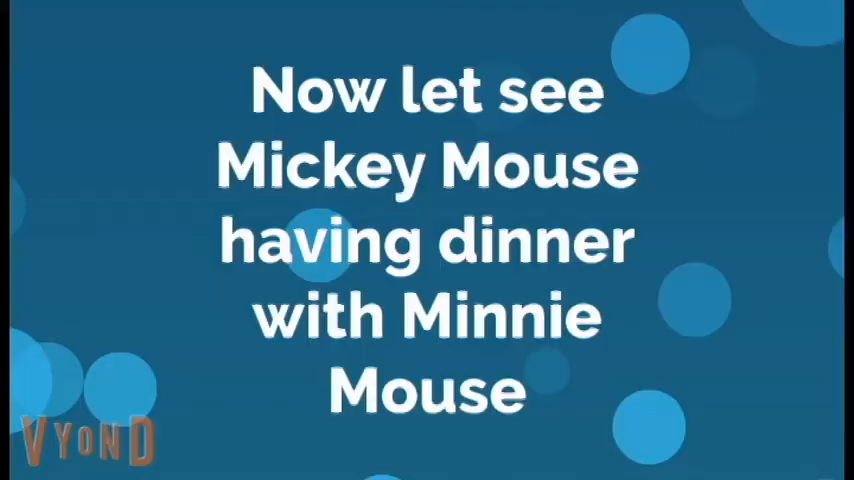 Now let see
Mickey Mouse
having dinner
with Minnie
Mouse
VYOND